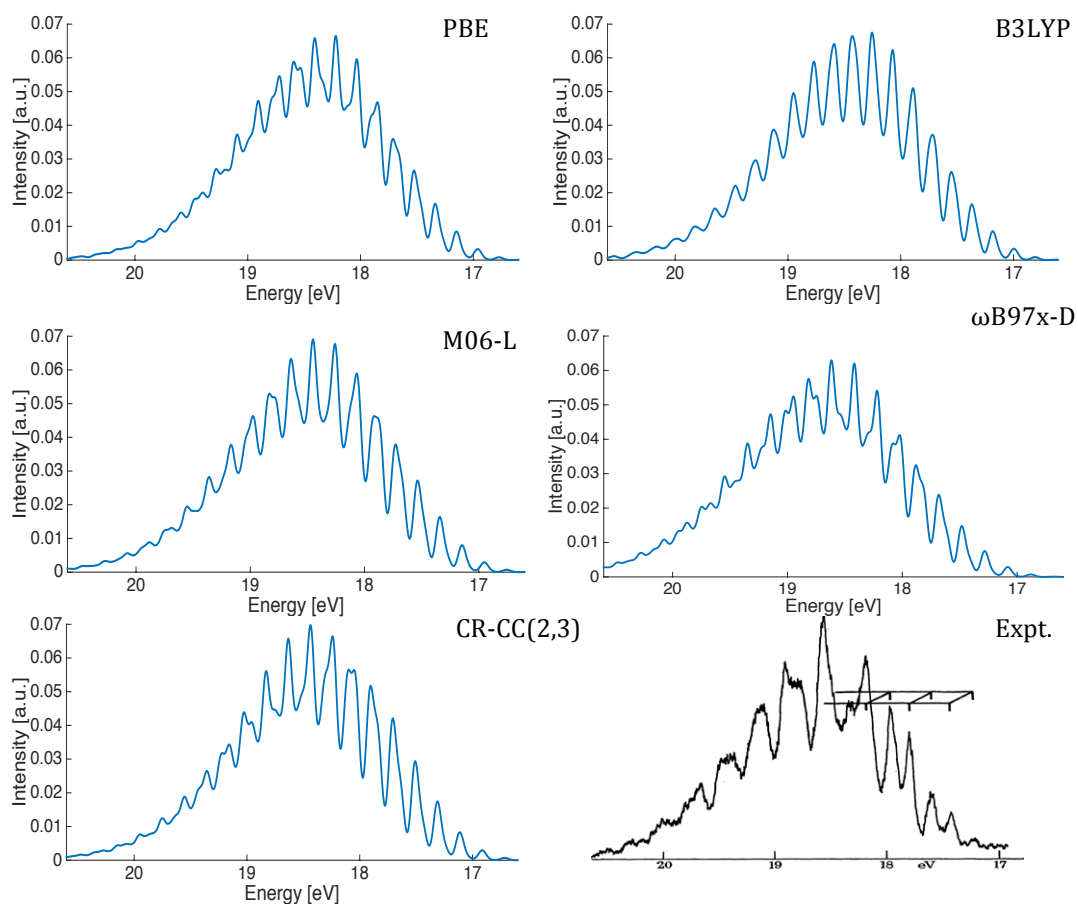 PBE
0.07
0.06
0.05
0.04
0.03
0.02
0.01
0
Intensity [a.u.]
20 19 18 17
Energy [eV]
B3LYP
0.07
0.06
0.05
0.04
0.03
0.02
0.01
0
Intensity [a.u.]
20 19 18 17
Energy [eV]
M06-L
0.07
0.06
0.05
0.04
0.03
0.02
0.01
0
Intensity [a.u.]
20 19 18 17
Energy [eV]
ωB97x-D
0.07
0.06
0.05
0.04
0.03
0.02
0.01
0
Intensity [a.u.]
20 19 18 17
Energy [eV]
CR-CC(2,3)
0.07
0.06
0.05
0.04
0.03
0.02
0.01
0
Intensity [a.u.]
20 19 18 17
Energy [eV]
Expt.
20 19 18 eV 17